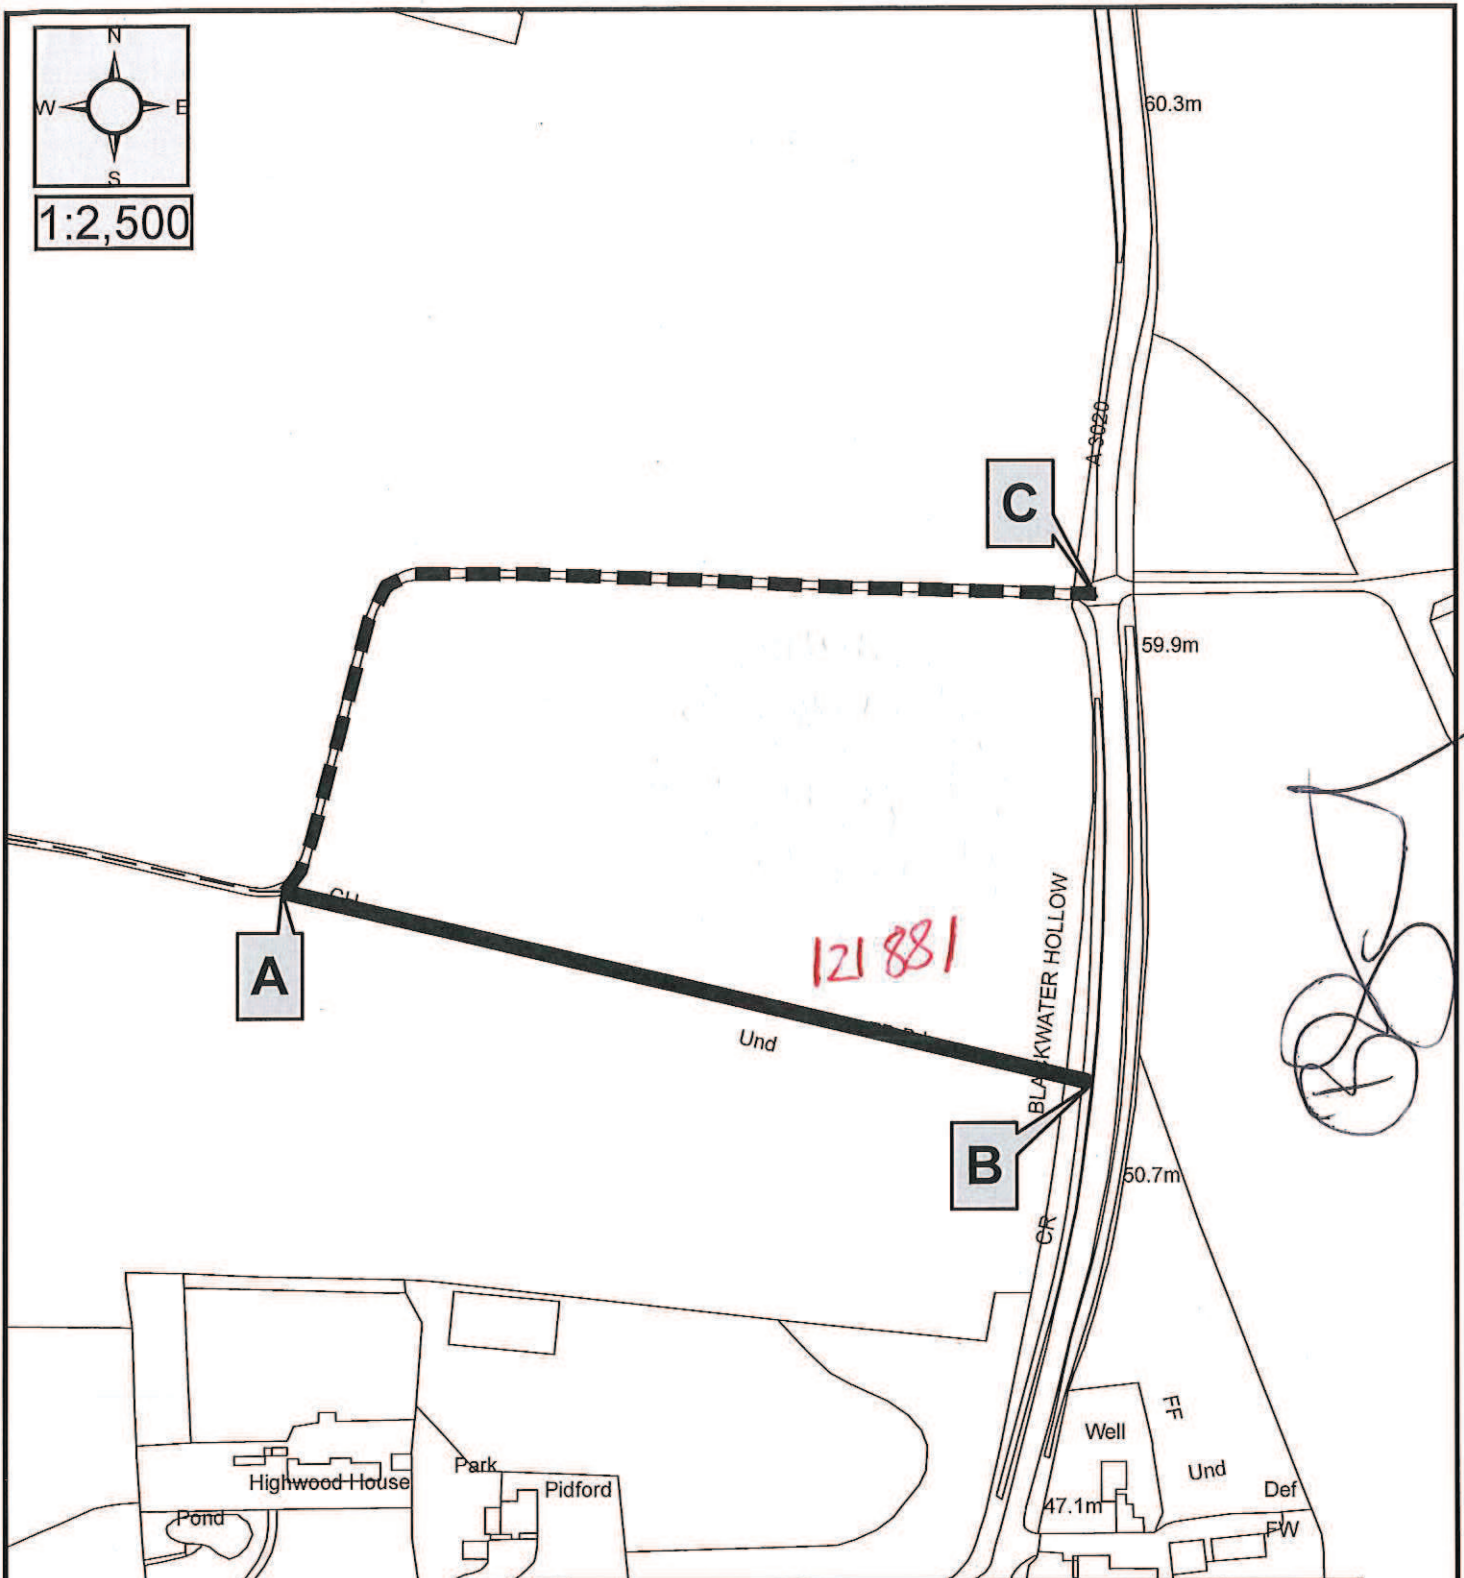 N
W E
S
1:2,500
60.3m
A 3020
C
59.9m
A
121881
BLACKWATER HOLLOW
Und
B
50.7m
CR
FF
Well
Und
Park
Highwood House
Pidford
Def
47.1m
Pond
FW